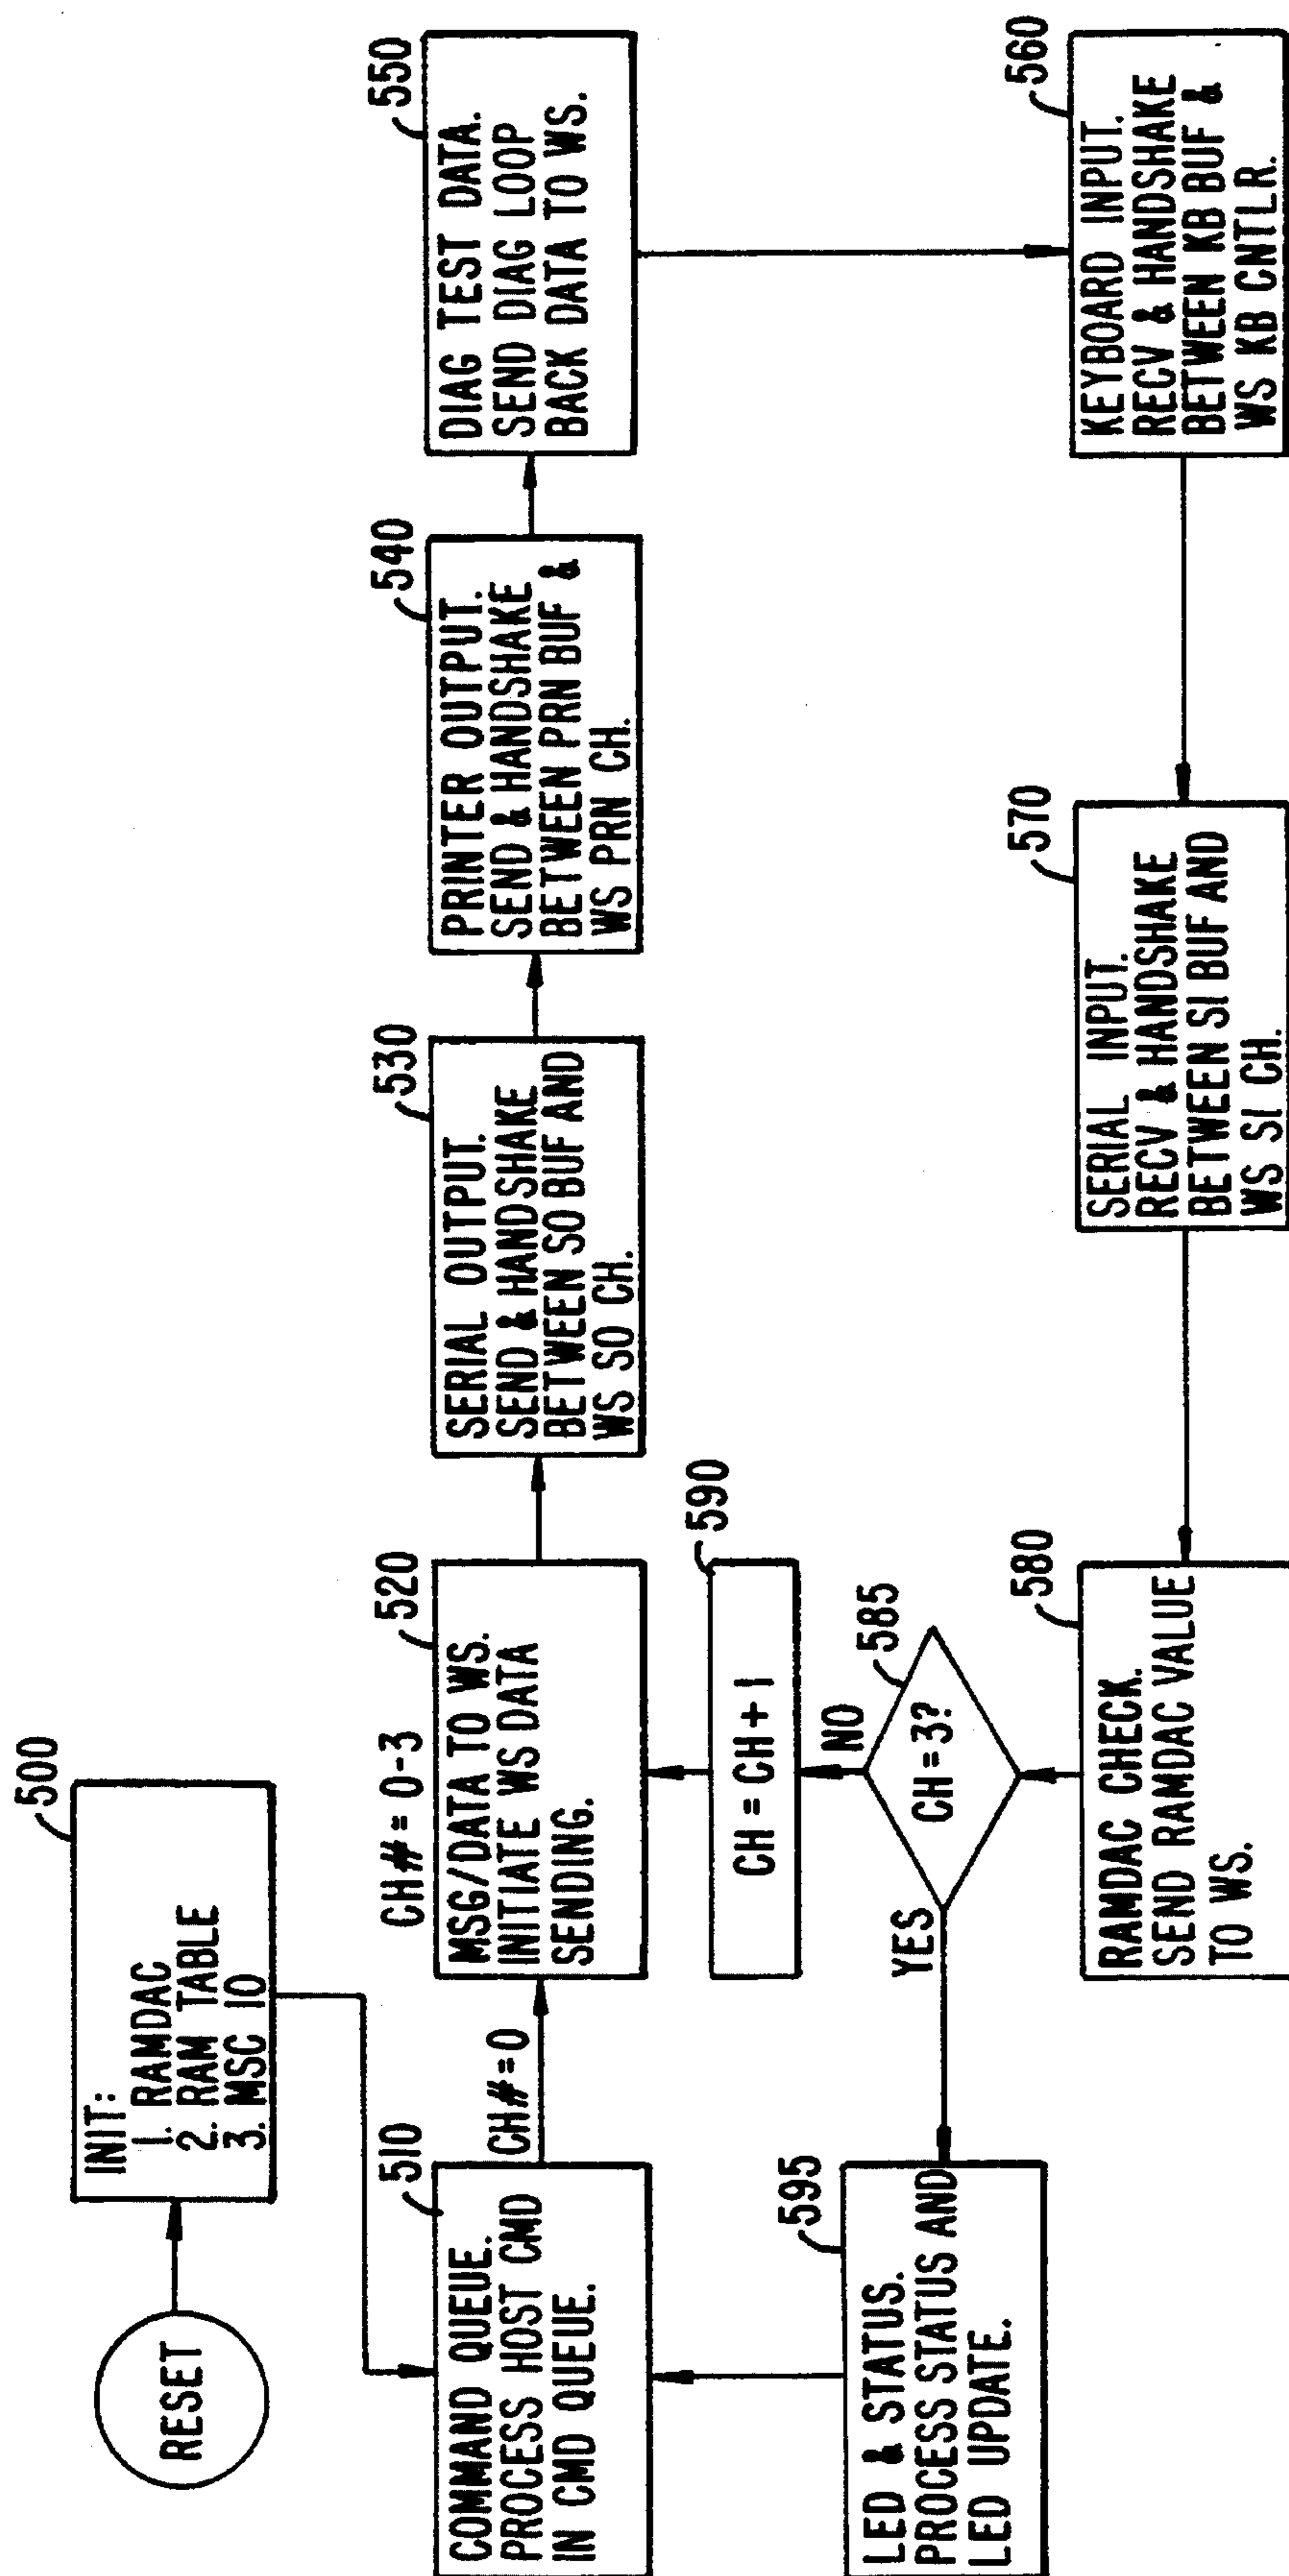 RESET
500
INIT:
1. RAMDAC
2. RAM TABLE
3. MSC IO
510
COMMAND QUEUE.
PROCESS HOST CMD
IN CMD QUEUE.
CH#=0
CH#=0-3
520
MSG/DATA TO WS.
INITIATE WS DATA
SENDING.
530
SERIAL OUTPUT.
SEND & HANDSHAKE
BETWEEN SO BUF AND
WS SO CH.
540
PRINTER OUTPUT.
SEND & HANDSHAKE
BETWEEN PRN BUF &
WS PRN CH.
550
DIAG TEST DATA.
SEND DIAG LOOP
BACK DATA TO WS.
560
KEYBOARD INPUT.
RECV & HANDSHAKE
BETWEEN KB BUF &
WS KB CNTLR.
570
SERIAL INPUT.
RECV & HANDSHAKE
BETWEEN SI BUF AND
WS SI CH.
580
RAMDAC CHECK.
SEND RAMDAC VALUE
TO WS.
585
CH=3?
NO
YES
590
CH=CH+1
595
LED & STATUS.
PROCESS STATUS AND
LED UPDATE.